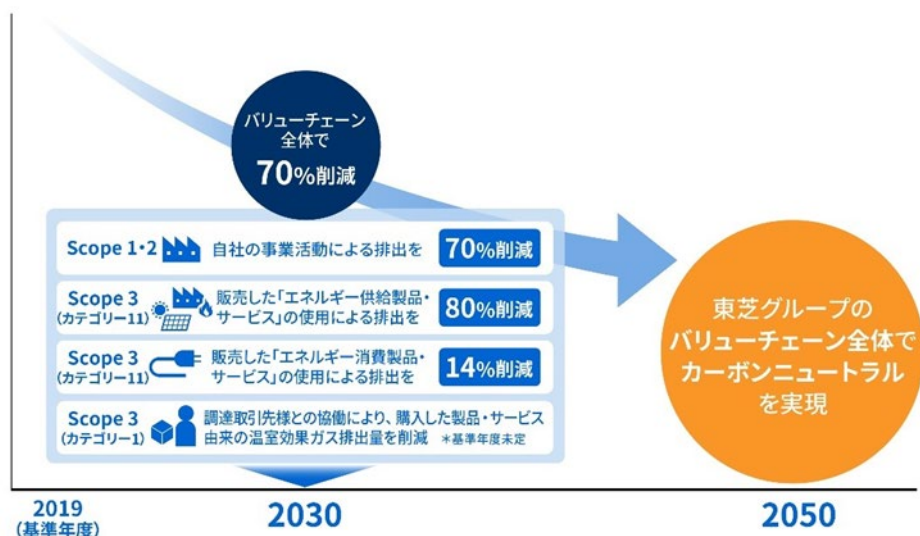 バリューチェーン
全体で
70%削減
Scope 1・2
自社の事業活動による排出を
70%削減
Scope 3
(カテゴリー11)
販売した「エネルギー供給製品・
サービス」の使用による排出を
80%削減
Scope 3
(カテゴリー11)
販売した「エネルギー消費製品・
サービス」の使用による排出を
14%削減
Scope 3
(カテゴリー1)
調達取引先様との協働により、購入した製品・サービス
由来の温室効果ガス排出量を削減 *基準年度未定
東芝グループの
バリューチェーン全体で
カーボンニュートラル
を実現
2019
(基準年度)
2030
2050